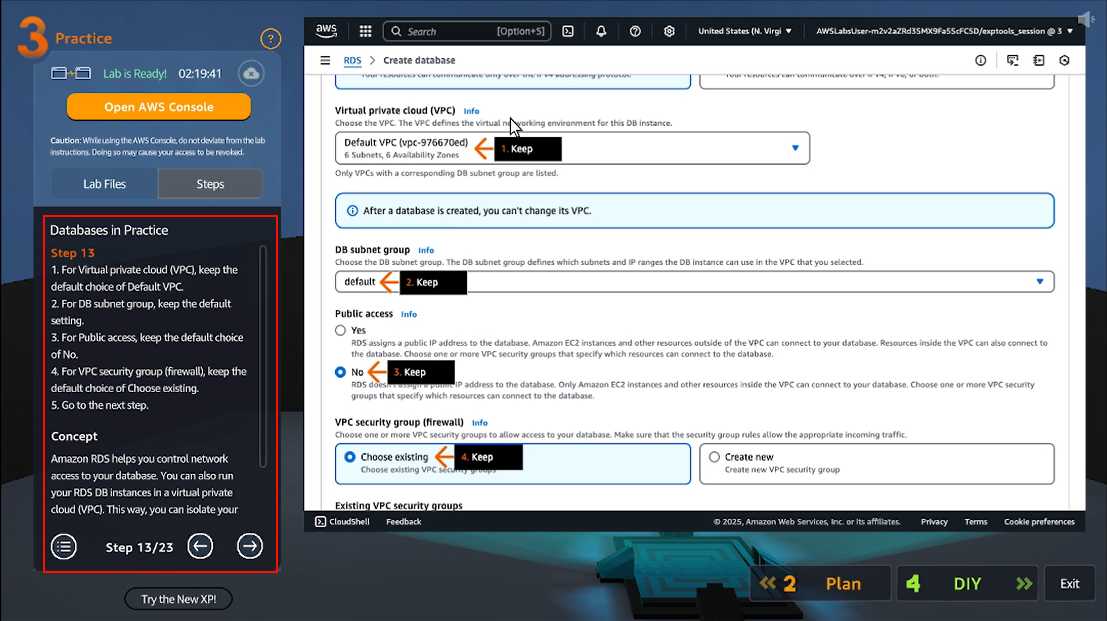 3 Practice
?
Lab is Ready! 02:19:41
Open AWS Console
Caution: While using the AWS Console, do not deviate from the lab
instructions. Doing so may cause your access to be revoked.
Lab Files
Steps
Databases in Practice
Step 13
1. For Virtual private cloud (VPC), keep the
default choice of Default VPC.
2. For DB subnet group, keep the default
setting.
3. For Public access, keep the default choice
of No.
4. For VPC security group (firewall), keep the
default choice of Choose existing.
5. Go to the next step.
Concept
Amazon RDS helps you control network
access to your database. You can also run
your RDS DB instances in a virtual private
cloud (VPC). This way, you can isolate your
Step 13/23
Try the New XP!
aws
Search [Option+S]
United States (N. Virgi
AWSLabsUser-m2v2aZRd3SMX9Fa5ScFC5D/exptools_session @ 3
RDS > Create database
Your resources can communicate only over the IPv4 addressing protocol.
Your resources can communicate over IPv4, IPv6, or both.
Virtual private cloud (VPC) Info
Choose the VPC. The VPC defines the virtual networking environment for this DB instance.
Default VPC (vpc-976670ed)
6 Subnets, 6 Availability Zones
1. Keep
Only VPCs with a corresponding DB subnet group are listed.
After a database is created, you can't change its VPC.
DB subnet group Info
Choose the DB subnet group. The DB subnet group defines which subnets and IP ranges the DB instance can use in the VPC that you selected.
default
2. Keep
Public access Info
Yes
RDS assigns a public IP address to the database. Amazon EC2 instances and other resources outside of the VPC can connect to your database. Resources inside the VPC can also connect to
the database. Choose one or more VPC security groups that specify which resources can connect to the database.
No
3. Keep
RDS doesn't assign a public IP address to the database. Only Amazon EC2 instances and other resources inside the VPC can connect to your database. Choose one or more VPC security
groups that specify which resources can connect to the database.
VPC security group (firewall) Info
Choose one or more VPC security groups to allow access to your database. Make sure that the security group rules allow the appropriate incoming traffic.
Choose existing
Choose existing VPC security groups
4. Keep
Create new
Create new VPC security group
Existing VPC security groups
CloudShell Feedback
© 2025, Amazon Web Services, Inc. or its affiliates. Privacy Terms Cookie preferences
2 Plan
4 DIY
Exit